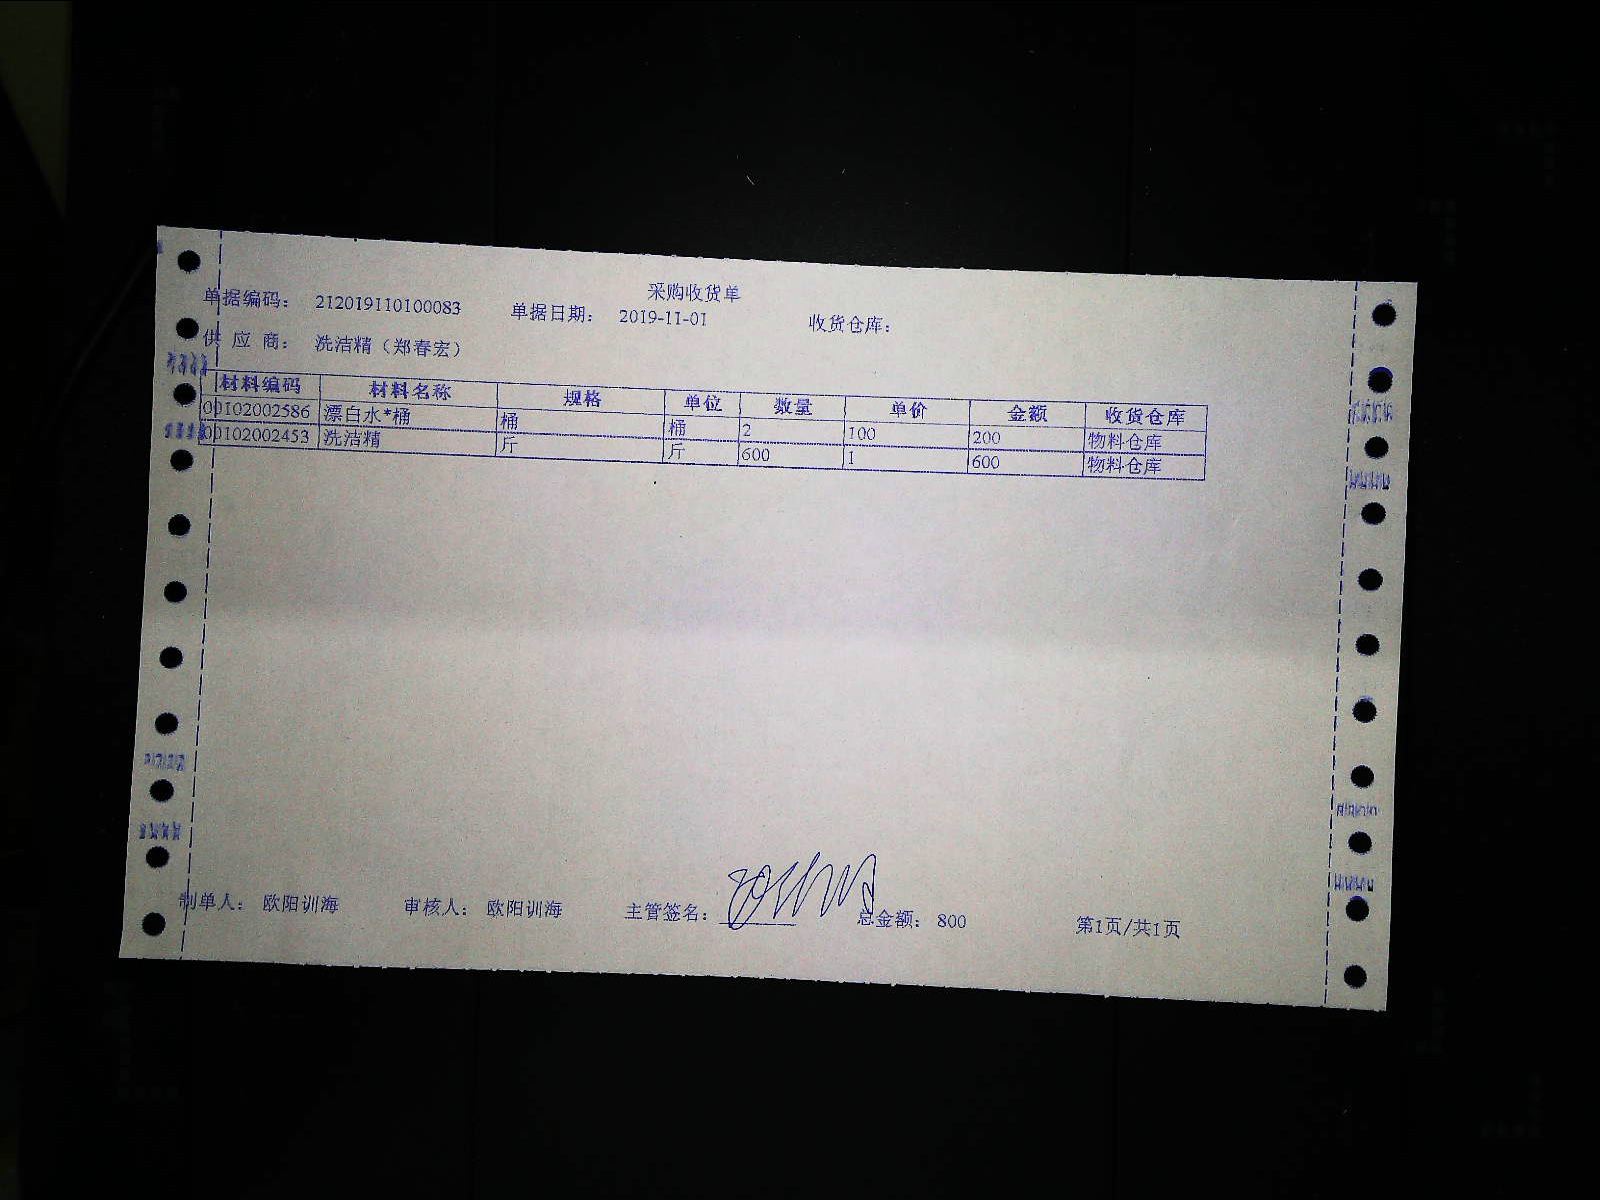 采购收货单
单据编码： 212019110100083 单据日期： 2019-11-01 收货仓库：
供 应 商： 洗洁精（郑春宏）
材料编码 材料名称 规格 单位 数量 单价 金额 收货仓库
00102002586 漂白水*桶 桶 桶 2 100 200 物料仓库
00102002453 洗洁精 斤 斤 600 1 600 物料仓库
制单人： 欧阳训海 审核人： 欧阳训海 主管签名： 总金额： 800 第1页/共1页